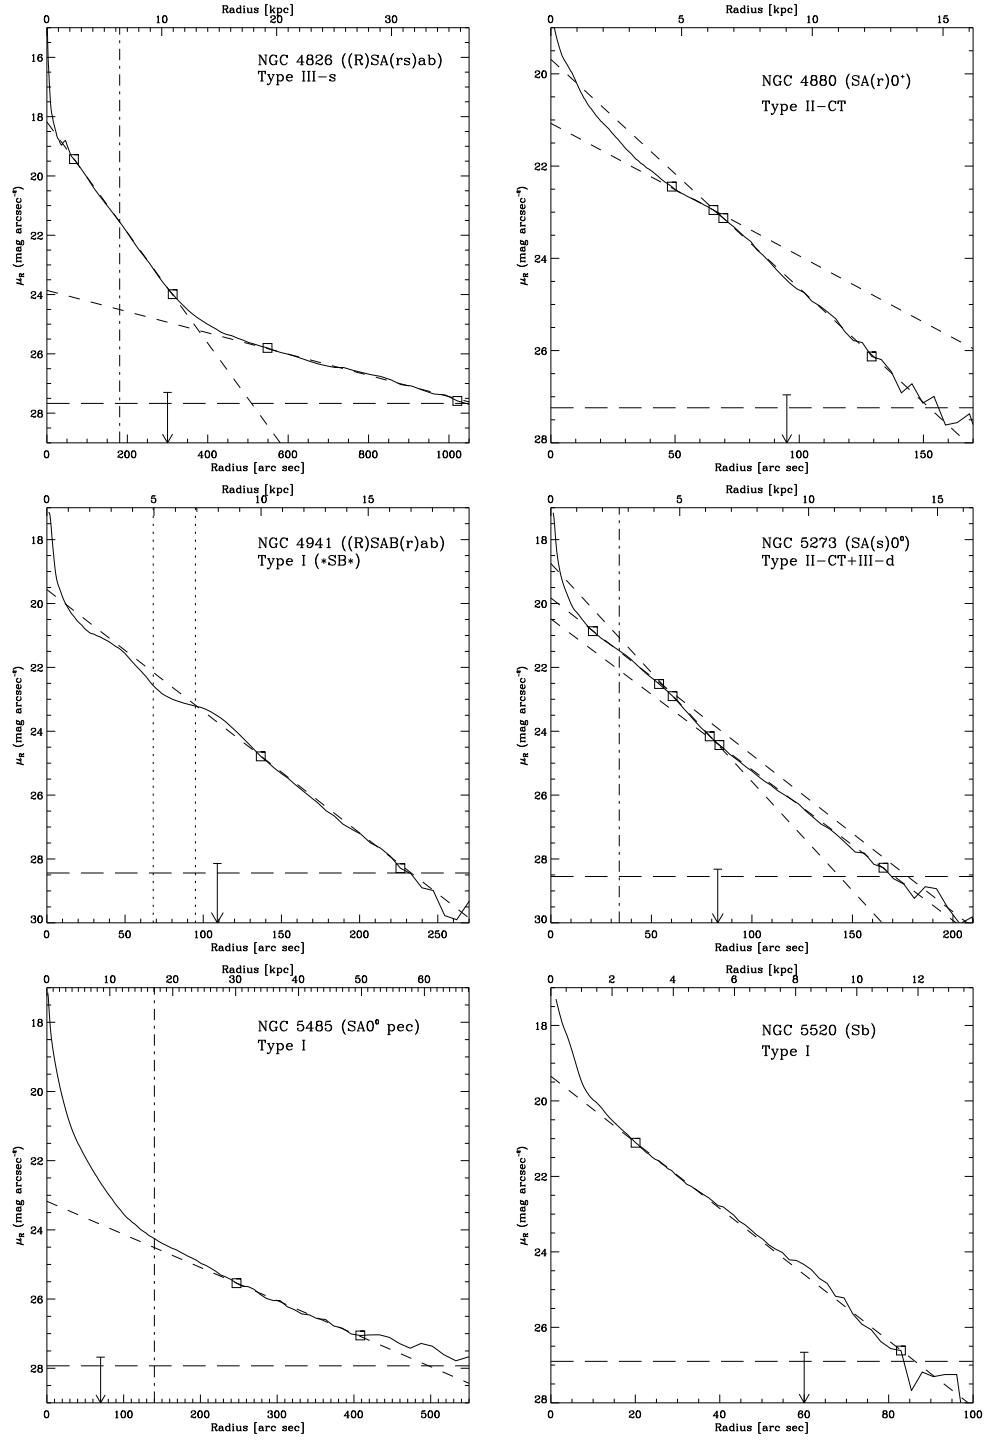 Radius [kpc]
0 10 20 30
16
18
20
22
24
26
28
μR (mag arcsec⁻²)
NGC 4826 ((R)SA(rs)ab)
Type III-s
0 200 400 600 800 1000
Radius [arc sec]
Radius [kpc]
0 5 10 15
20
22
24
26
28
μR (mag arcsec⁻²)
NGC 4880 (SA(r)0⁺)
Type II-CT
0 50 100 150
Radius [arc sec]
Radius [kpc]
0 5 10 15
18
20
22
24
26
28
30
μR (mag arcsec⁻²)
NGC 4941 ((R)SAB(r)ab)
Type I (*SB*)
0 50 100 150 200 250
Radius [arc sec]
Radius [kpc]
0 5 10 15
18
20
22
24
26
28
30
μR (mag arcsec⁻²)
NGC 5273 (SA(s)0⁰)
Type II-CT+III-d
0 50 100 150 200
Radius [arc sec]
Radius [kpc]
0 10 20 30 40 50 60
18
20
22
24
26
28
μR (mag arcsec⁻²)
NGC 5485 (SA0⁰ pec)
Type I
0 100 200 300 400 500
Radius [arc sec]
Radius [kpc]
0 2 4 6 8 10 12
18
20
22
24
26
28
μR (mag arcsec⁻²)
NGC 5520 (Sb)
Type I
0 20 40 60 80 100
Radius [arc sec]